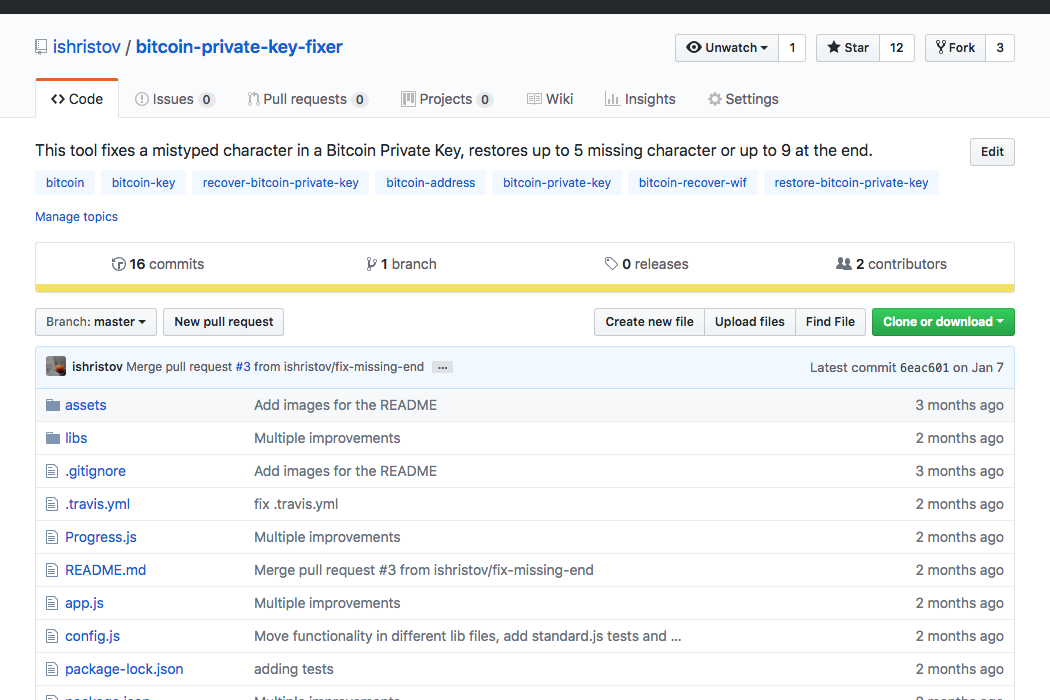 ishristov / bitcoin-private-key-fixer
Unwatch 1 Star 12 Fork 3
Code Issues 0 Pull requests 0 Projects 0 Wiki Insights Settings
This tool fixes a mistyped character in a Bitcoin Private Key, restores up to 5 missing character or up to 9 at the end. Edit
bitcoin bitcoin-key recover-bitcoin-private-key bitcoin-address bitcoin-private-key bitcoin-recover-wif restore-bitcoin-private-key
Manage topics
16 commits 1 branch 0 releases 2 contributors
Branch: master New pull request Create new file Upload files Find File Clone or download
ishristov Merge pull request #3 from ishristov/fix-missing-end ... Latest commit 6eac601 on Jan 7
assets Add images for the README 3 months ago
libs Multiple improvements 2 months ago
.gitignore Add images for the README 3 months ago
.travis.yml fix .travis.yml 2 months ago
Progress.js Multiple improvements 2 months ago
README.md Merge pull request #3 from ishristov/fix-missing-end 2 months ago
app.js Multiple improvements 2 months ago
config.js Move functionality in different lib files, add standard.js tests and ... 2 months ago
package-lock.json adding tests 2 months ago